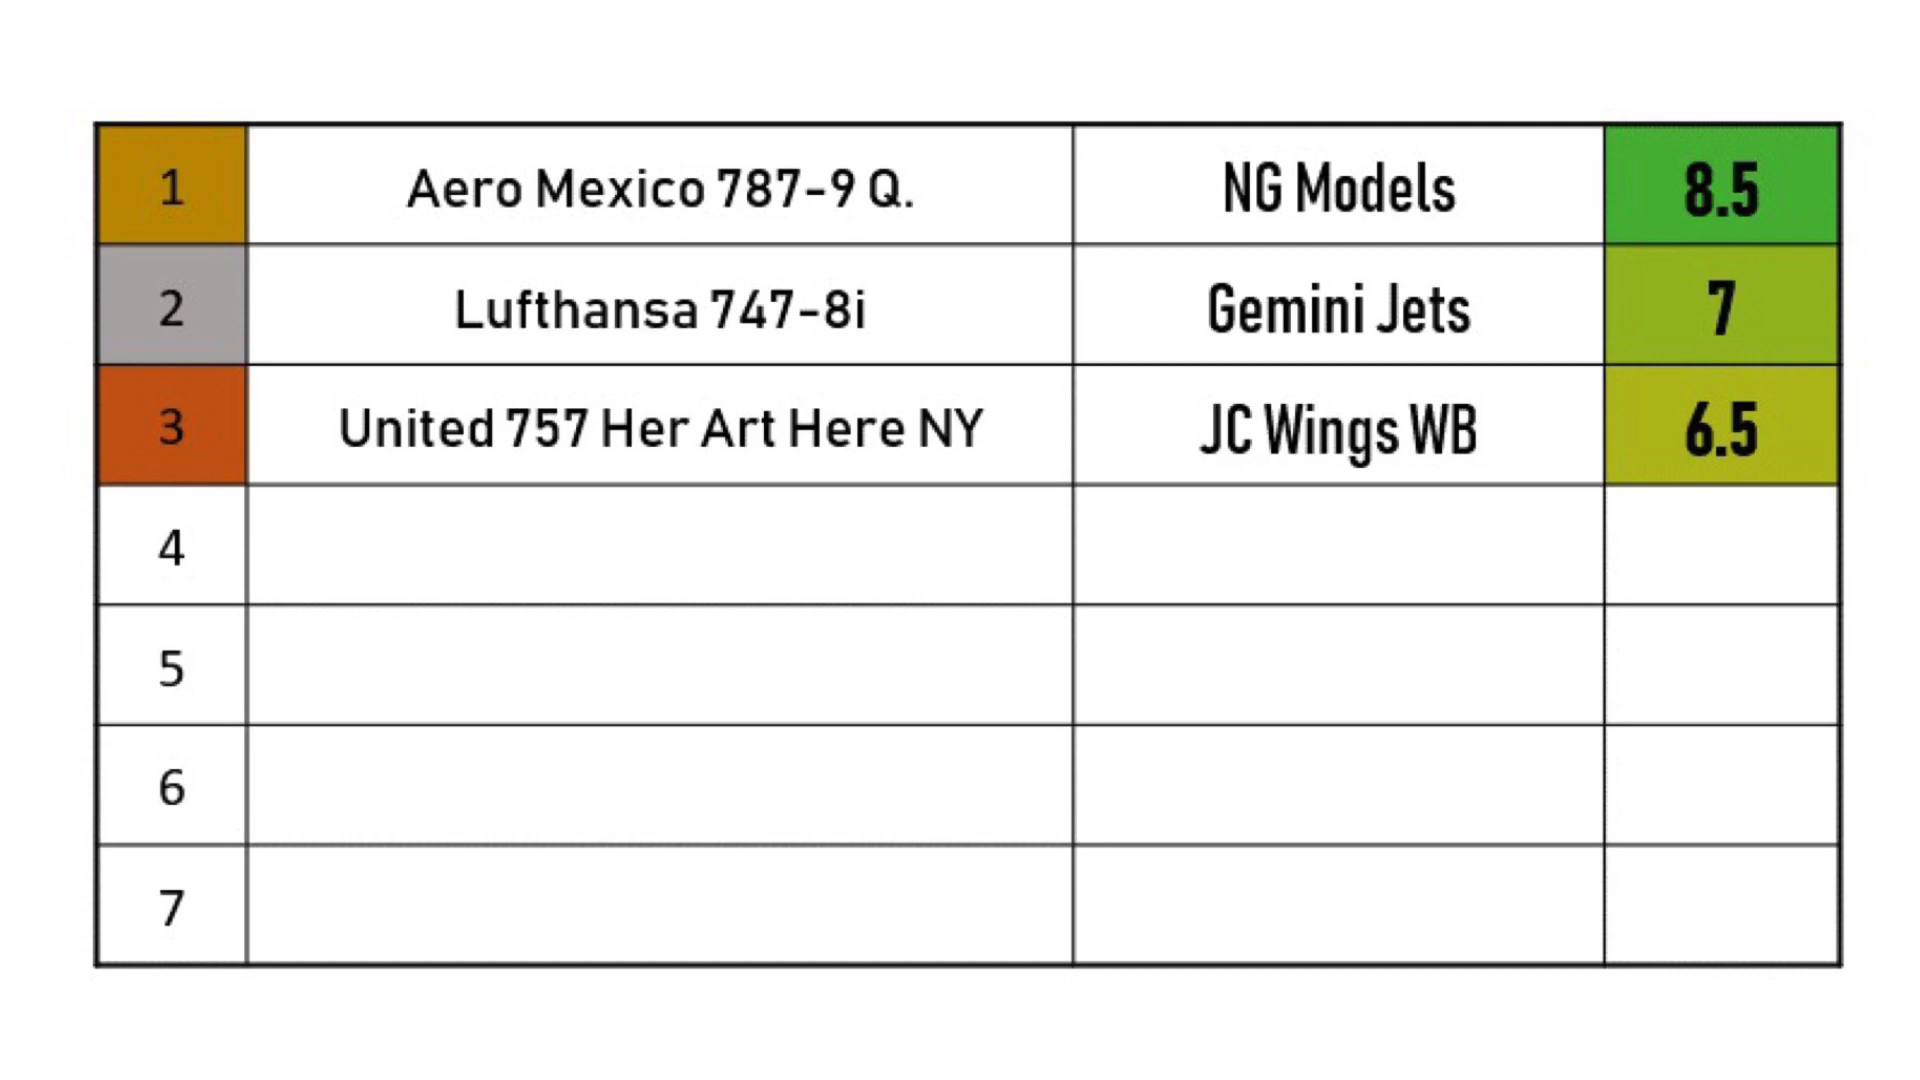 1 Aero Mexico 787-9 Q. NG Models 8.5
2 Lufthansa 747-8i Gemini Jets 7
3 United 757 Her Art Here NY JC Wings WB 6.5
4
5
6
7